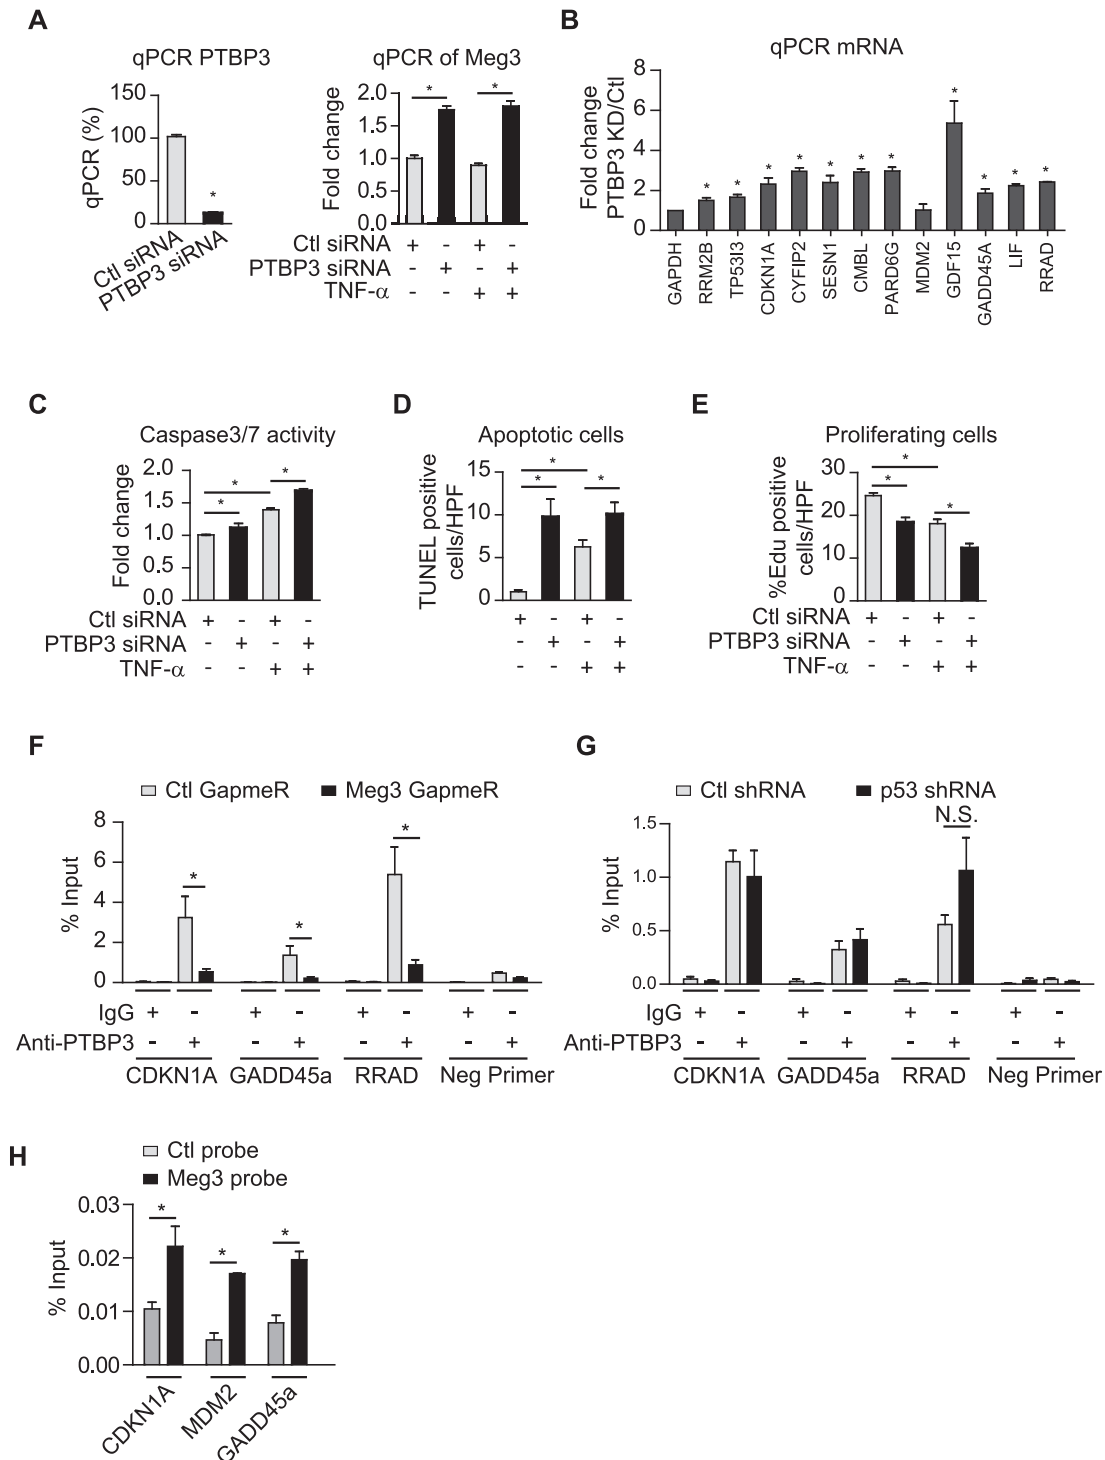 A
qPCR PTBP3
qPCR (%)
150
100
50
0
*
Ctl siRNA
PTBP3 siRNA
qPCR of Meg3
Fold change
2.0
1.5
1.0
0.5
0.0
* *
Ctl siRNA + - + -
PTBP3 siRNA - + - +
TNF-α - - + +
B
qPCR mRNA
Fold change
PTBP3 KD/Ctl
8
6
4
2
0
* * * * * * * * * * *
GAPDH
RRM2B
TP53I3
CDKN1A
CYFIP2
SESN1
CMBL
PARD6G
MDM2
GDF15
GADD45A
LIF
RRAD
C
Caspase3/7 activity
Fold change
2.0
1.5
1.0
0.5
0.0
* * *
Ctl siRNA + - + -
PTBP3 siRNA - + - +
TNF-α - - + +
D
Apoptotic cells
TUNEL positive
cells/HPF
15
10
5
0
* * *
+ - + -
- + - +
- - + +
E
Proliferating cells
%Edu positive
cells/HPF
30
20
10
0
* * *
Ctl siRNA + - + -
PTBP3 siRNA - + - +
TNF-α - - + +
F
Ctl GapmeR Meg3 GapmeR
% Input
8
6
4
2
0
* * *
IgG + - + - + - + -
Anti-PTBP3 - + - + - + - +
CDKN1A GADD45a RRAD Neg Primer
G
Ctl shRNA p53 shRNA
N.S.
% Input
1.5
1.0
0.5
0.0
IgG + - + - + - + -
Anti-PTBP3 - + - + - + - +
CDKN1A GADD45a RRAD Neg Primer
H
Ctl probe
Meg3 probe
% Input
0.03
0.02
0.01
0.00
* * *
CDKN1A
MDM2
GADD45a